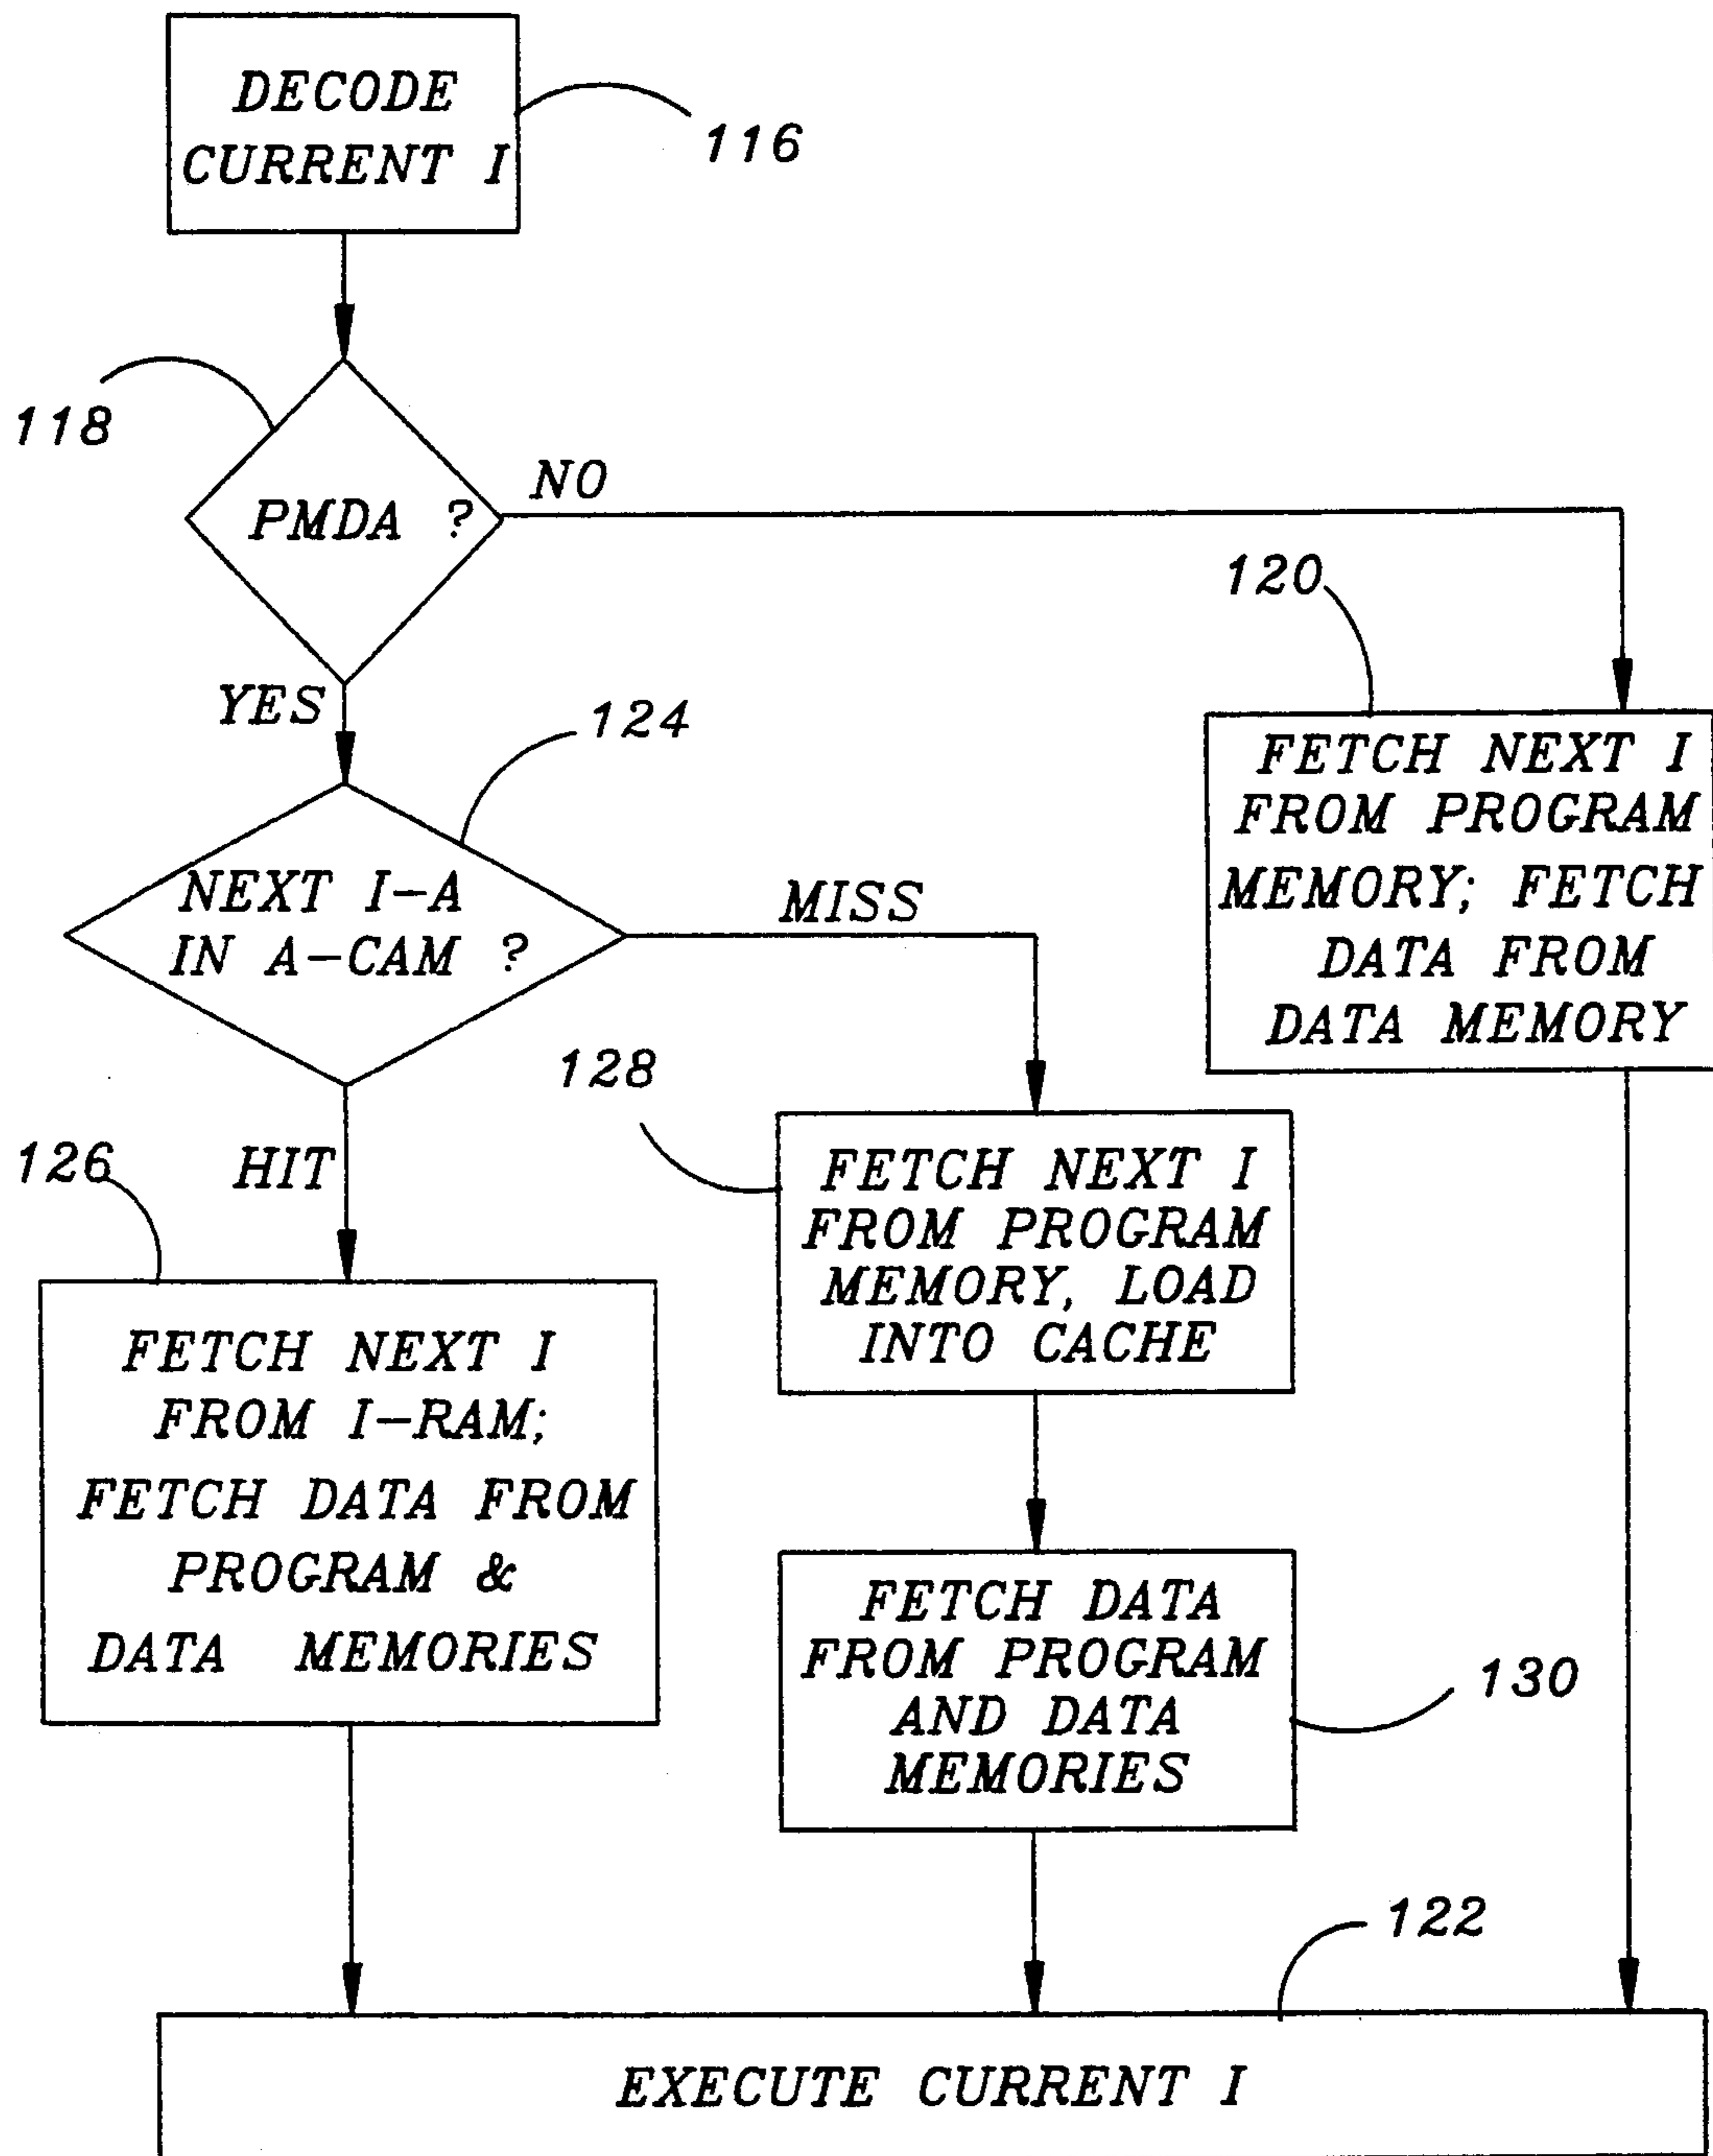 DECODE
CURRENT I
116
118
PMDA ?
NO
YES
120
FETCH NEXT I
FROM PROGRAM
MEMORY; FETCH
DATA FROM
DATA MEMORY
124
NEXT I-A
IN A-CAM ?
MISS
HIT
128
FETCH NEXT I
FROM PROGRAM
MEMORY, LOAD
INTO CACHE
126
FETCH NEXT I
FROM I-RAM;
FETCH DATA FROM
PROGRAM &
DATA MEMORIES
FETCH DATA
FROM PROGRAM
AND DATA
MEMORIES
130
122
EXECUTE CURRENT I